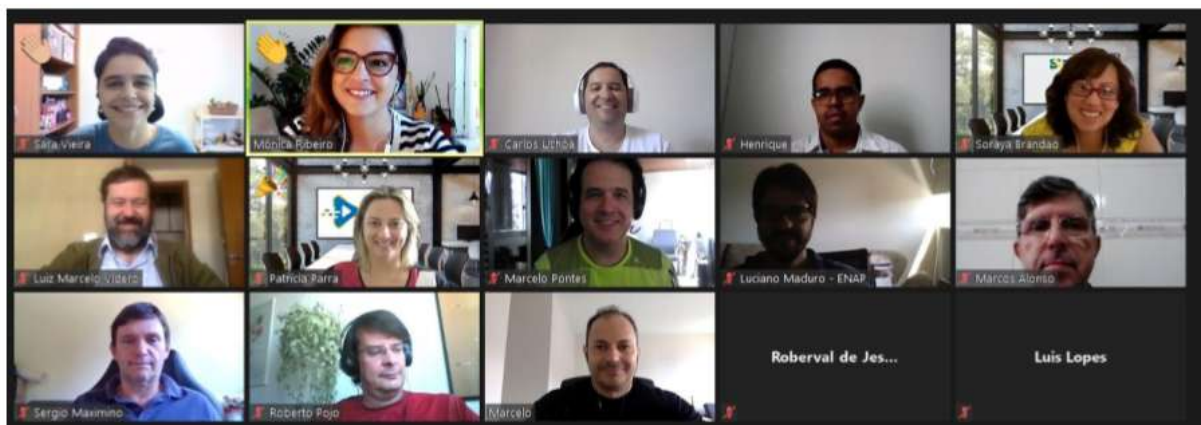 Sara Vieira
Mônica Ribeiro
Carlos Uchôa
Henrique
Soraya Brandão
Luiz Marcelo Videro
Patrícia Parra
Marcelo Pontes
Luciano Maduro - ENAP
Marcos Alonso
Sergio Maximino
Roberto Pojo
Marcelo
Roberval de Jes...
Luis Lopes